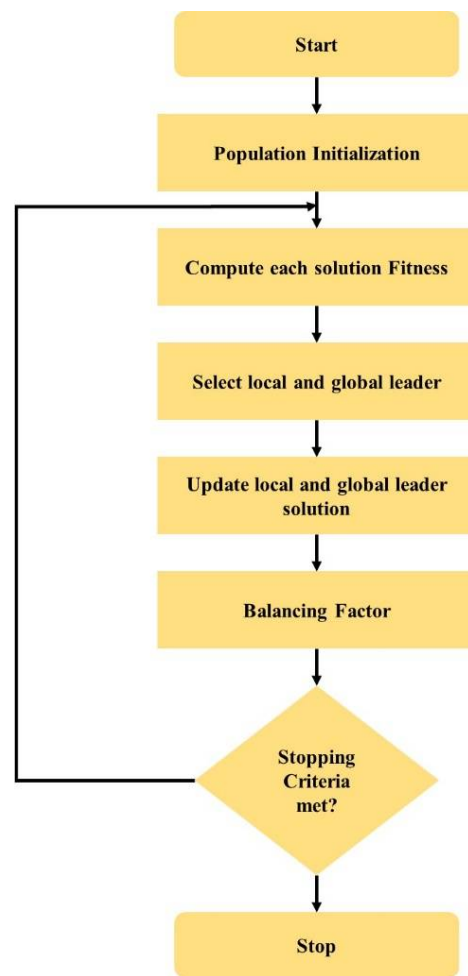 Start
Population Initialization
Compute each solution Fitness
Select local and global leader
Update local and global leader
solution
Balancing Factor
Stopping
Criteria
met?
Stop